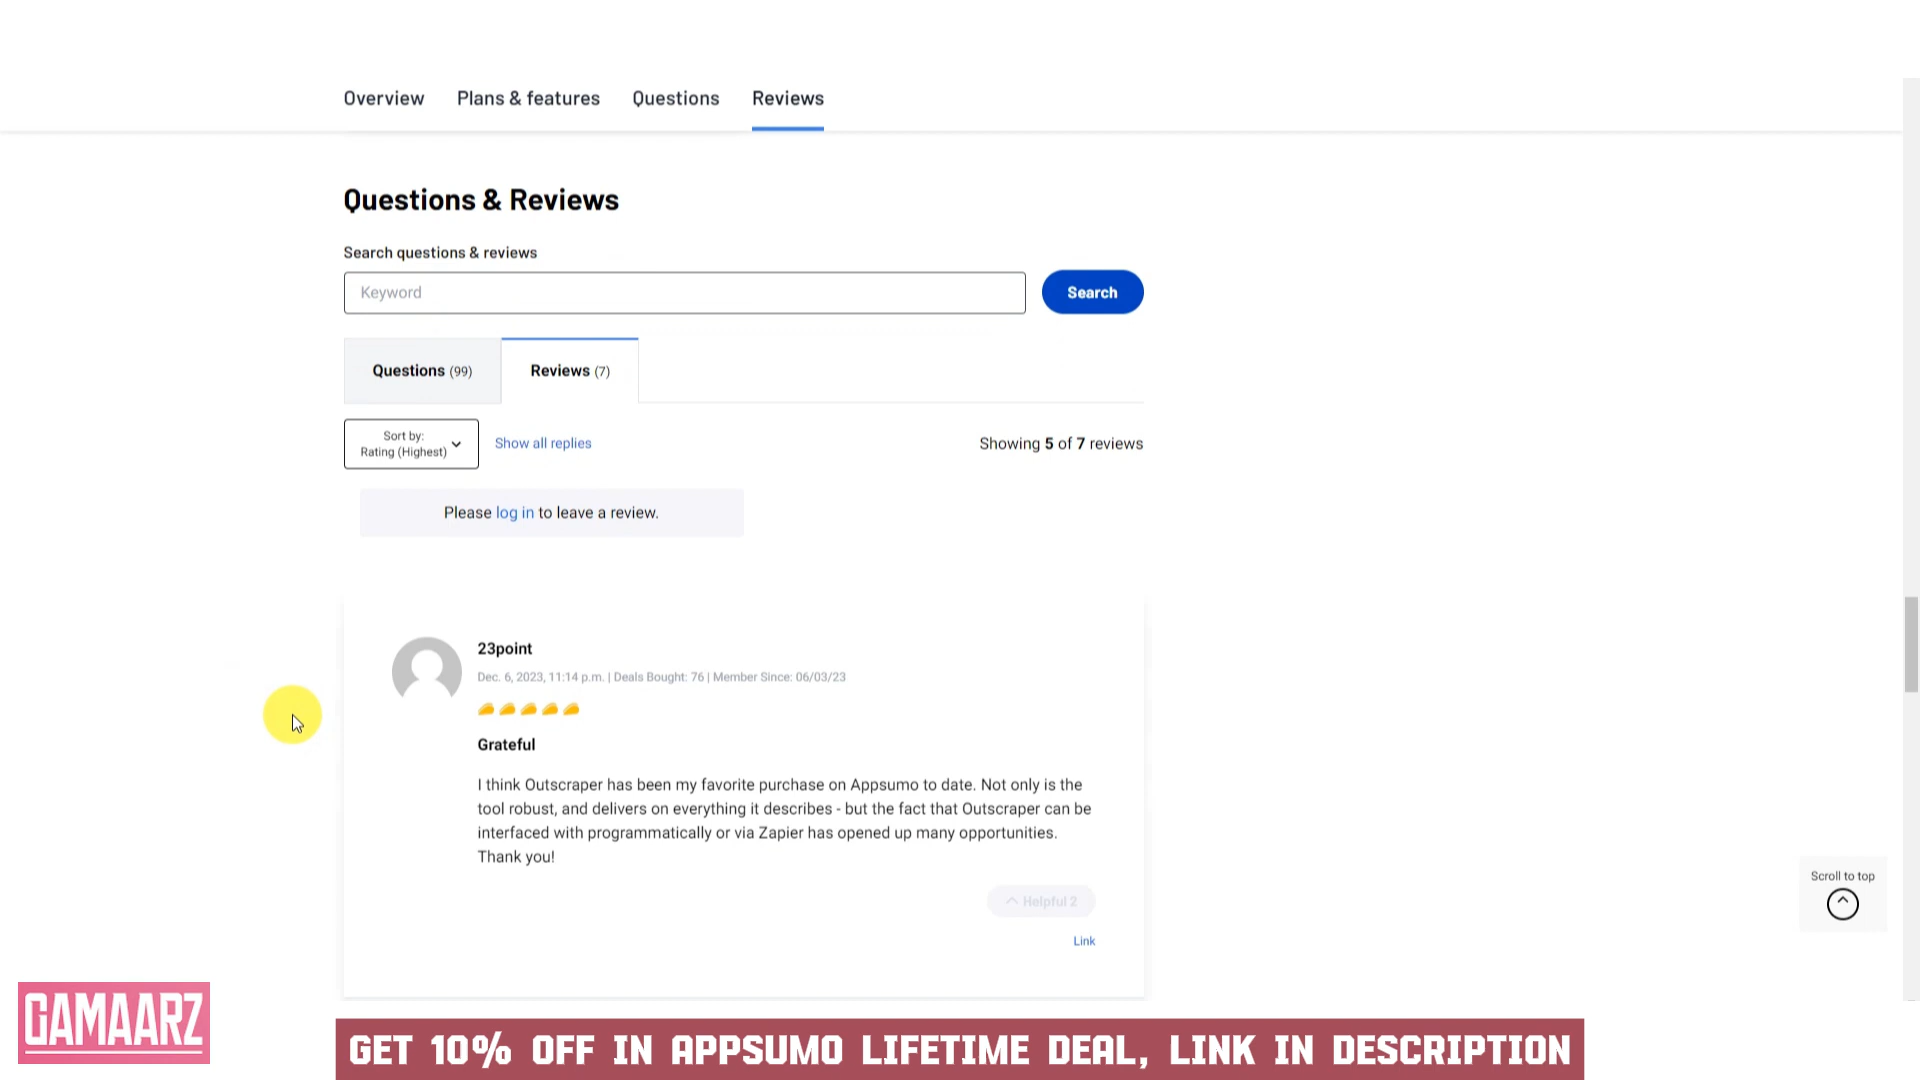 Overview Plans & features Questions Reviews
Questions & Reviews
Search questions & reviews
Keyword
Search
Questions (99) Reviews (7)
Sort by:
Rating (Highest)
Show all replies
Showing 5 of 7 reviews
Please log in to leave a review.
23point
Dec. 6, 2023, 11:14 p.m. | Deals Bought: 76 | Member Since: 06/03/23
Grateful
I think Outscraper has been my favorite purchase on Appsumo to date. Not only is the
tool robust, and delivers on everything it describes - but the fact that Outscraper can be
interfaced with programmatically or via Zapier has opened up many opportunities.
Thank you!
Helpful 2
Link
Scroll to top
GAMAARZ
GET 10% OFF IN APPSUMO LIFETIME DEAL, LINK IN DESCRIPTION